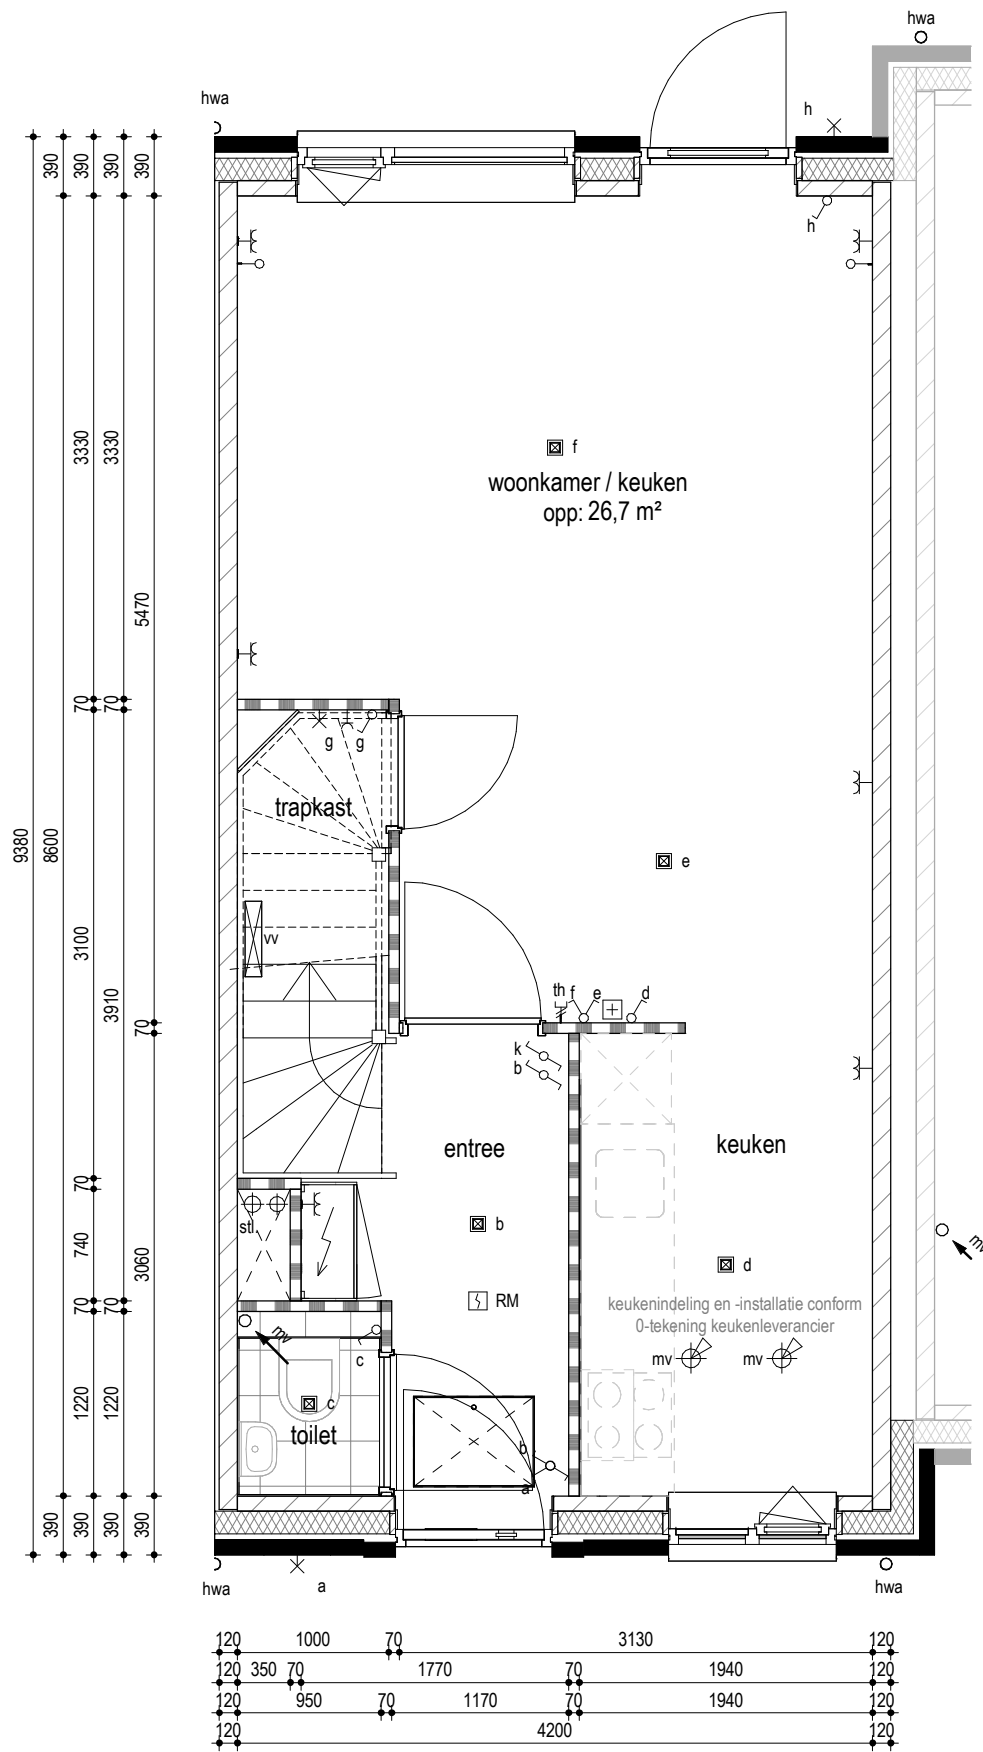 hwa
hwa
h
390
390
390
390
390
h
f
woonkamer / keuken
opp: 26,7 m²
3330
3330
5470
70
70
g
g
trapkast
9380
8600
e
vv
3100
3910
70
th
f
e
d
k
b
entree
keuken
70
stl.
740
3060
b
mv
d
RM
keukenindeling en -installatie conform
0-tekening keukenleverancier
70
70
mv
c
mv
mv
1220
1220
c
toilet
b
a
390
390
390
390
hwa
a
hwa
120 1000 70 3130 120
120 350 70 1770 70 1940 120
120 950 70 1170 70 1940 120
120 4200 120